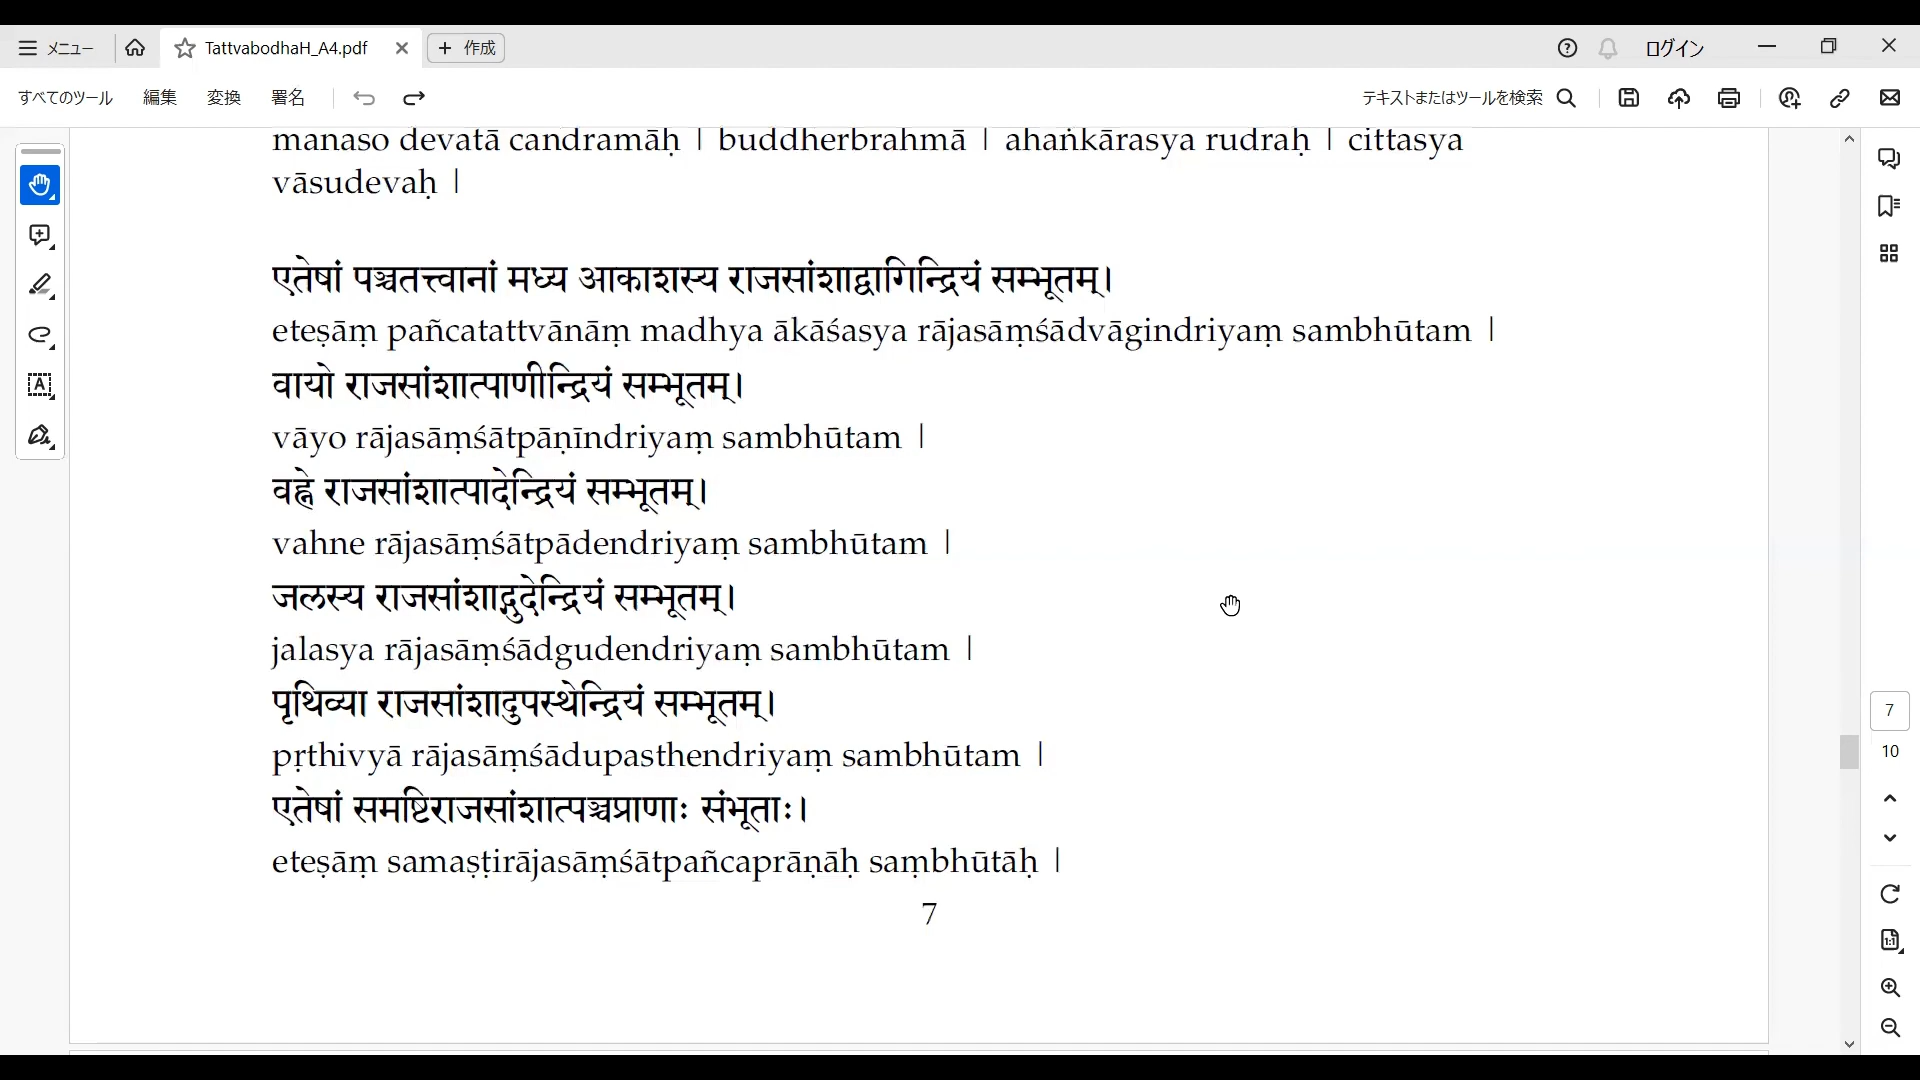 メニュー
TattvabodhaH_A4.pdf
作成
ログイン
すべてのツール 編集 変換 署名
テキストまたはツールを検索
manaso devatā candramāḥ | buddherbrahmā | ahaṅkārasya rudraḥ | cittasya
vāsudevaḥ |
एतेषां पञ्चतत्त्वानां मध्य आकाशस्य राजसांशाद्वागिन्द्रियं सम्भूतम्।
eteṣāṃ pañcatattvānāṃ madhya ākāśasya rājasāṃśādvāgindriyaṃ sambhūtam |
वायो राजसांशात्पाणीन्द्रियं सम्भूतम्।
vāyo rājasāṃśātpāṇīndriyaṃ sambhūtam |
वह्ने राजसांशात्पादेन्द्रियं सम्भूतम्।
vahne rājasāṃśātpādendriyaṃ sambhūtam |
जलस्य राजसांशाद्गुदेन्द्रियं सम्भूतम्।
jalasya rājasāṃśādgudendriyaṃ sambhūtam |
पृथिव्या राजसांशादुपस्थेन्द्रियं सम्भूतम्।
pṛthivyā rājasāṃśādupasthendriyaṃ sambhūtam |
एतेषां समष्टिराजसांशात्पञ्चप्राणाः संभूताः।
eteṣāṃ samaṣṭirājasāṃśātpañcaprāṇāḥ saṃbhūtāḥ |
7
7
10